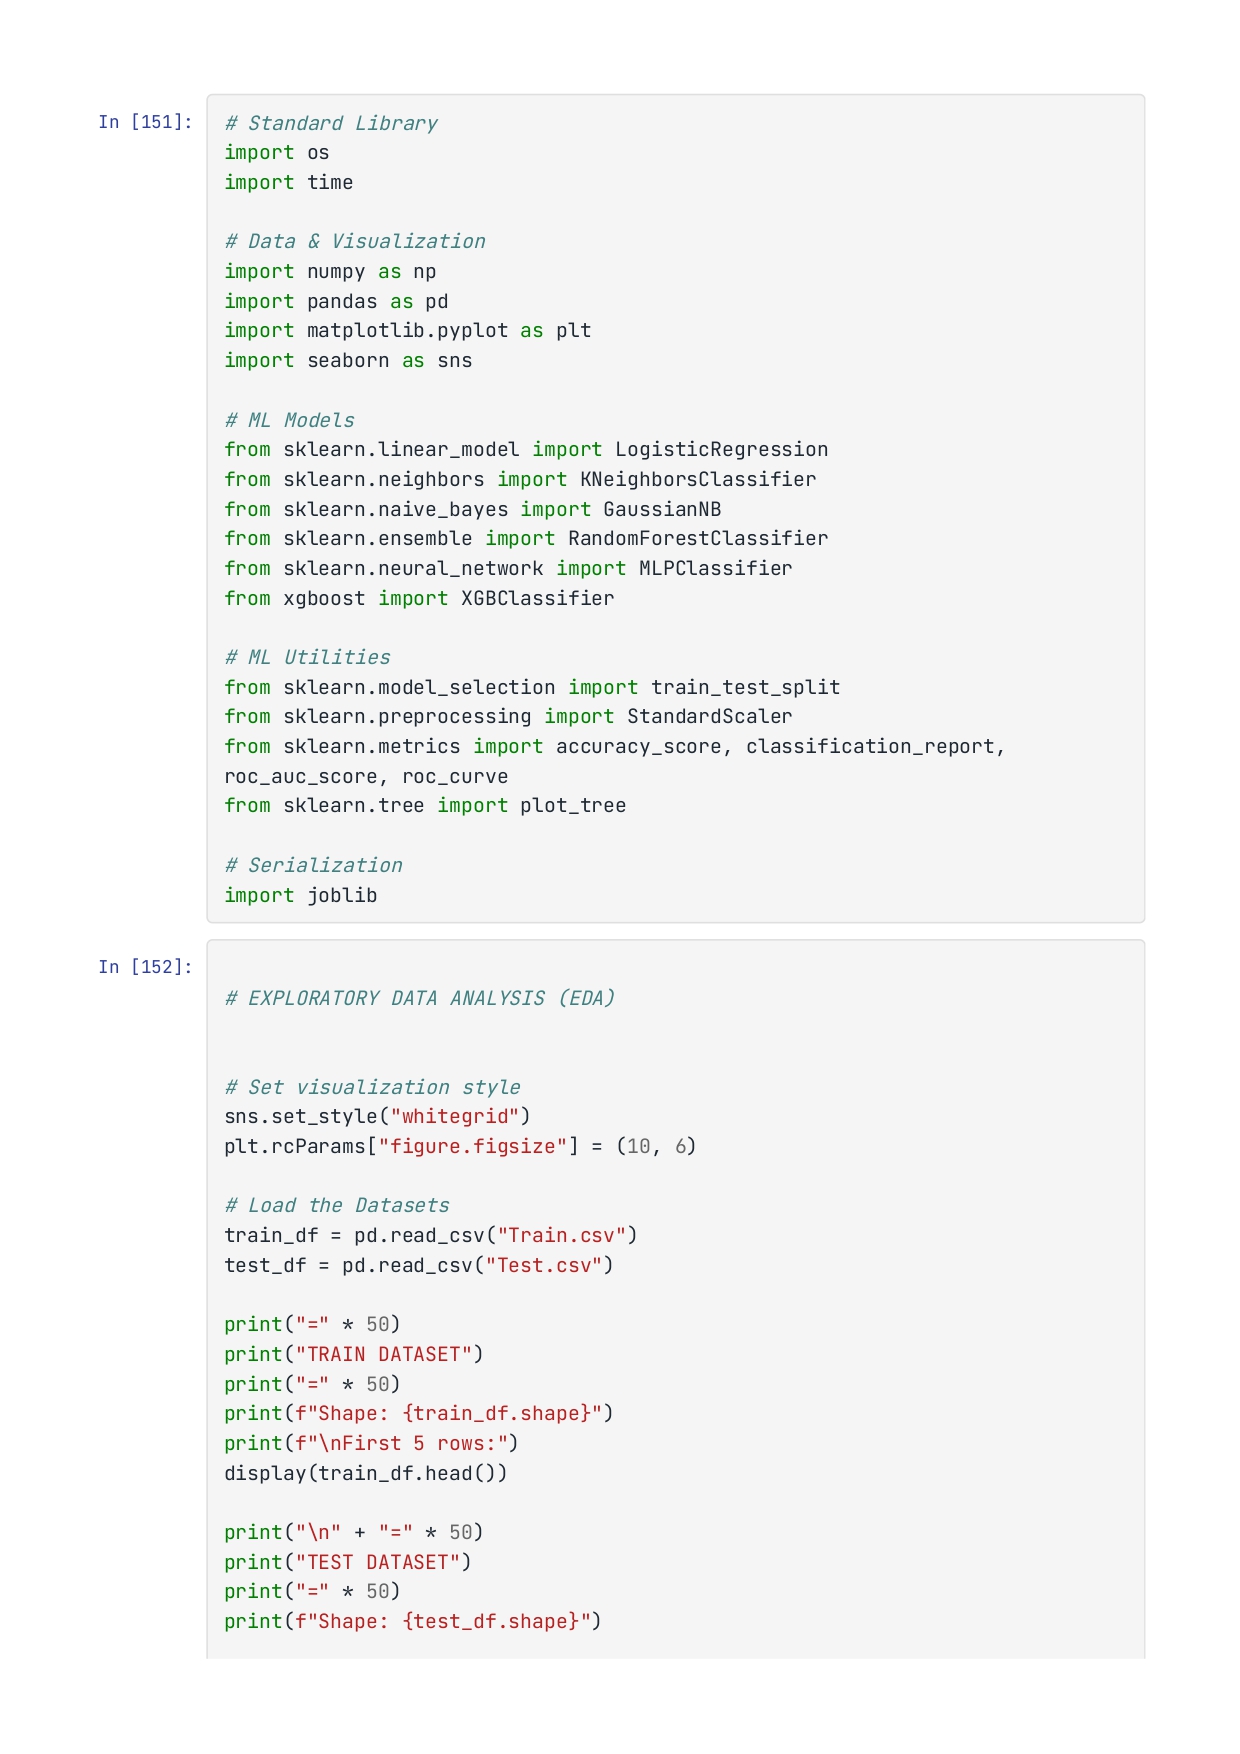 In [151]:
# Standard Library
import os
import time
# Data & Visualization
import numpy as np
import pandas as pd
import matplotlib.pyplot as plt
import seaborn as sns
# ML Models
from sklearn.linear_model import LogisticRegression
from sklearn.neighbors import KNeighborsClassifier
from sklearn.naive_bayes import GaussianNB
from sklearn.ensemble import RandomForestClassifier
from sklearn.neural_network import MLPClassifier
from xgboost import XGBClassifier
# ML Utilities
from sklearn.model_selection import train_test_split
from sklearn.preprocessing import StandardScaler
from sklearn.metrics import accuracy_score, classification_report,
roc_auc_score, roc_curve
from sklearn.tree import plot_tree
# Serialization
import joblib
In [152]:
# EXPLORATORY DATA ANALYSIS (EDA)
# Set visualization style
sns.set_style("whitegrid")
plt.rcParams["figure.figsize"] = (10, 6)
# Load the Datasets
train_df = pd.read_csv("Train.csv")
test_df = pd.read_csv("Test.csv")
print("=" * 50)
print("TRAIN DATASET")
print("=" * 50)
print(f"Shape: {train_df.shape}")
print(f"\nFirst 5 rows:")
display(train_df.head())
print("\n" + "=" * 50)
print("TEST DATASET")
print("=" * 50)
print(f"Shape: {test_df.shape}")